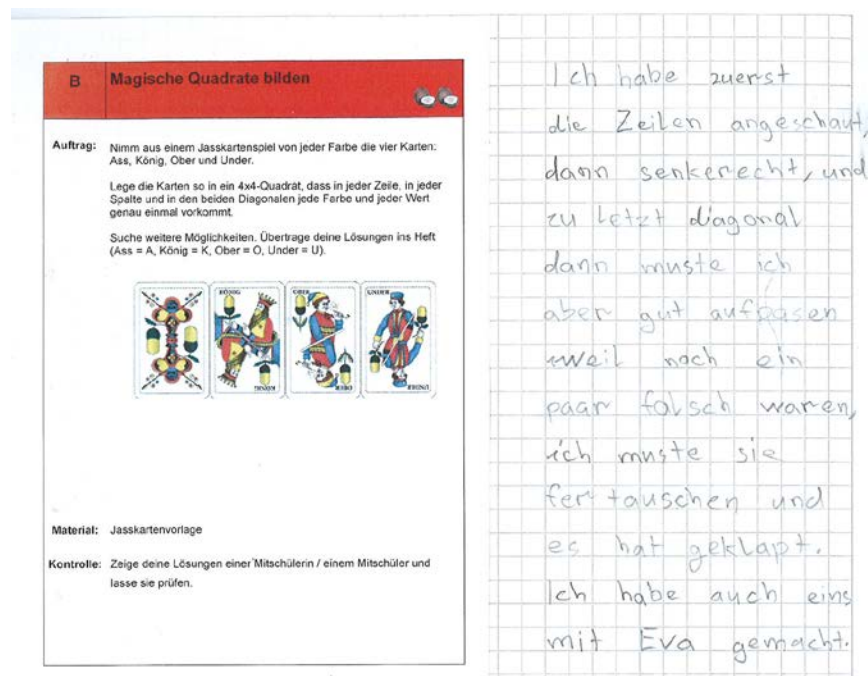 B Magische Quadrate bilden
Auftrag: Nimm aus einem Jasskartenspiel von jeder Farbe die vier Karten:
Ass, König, Ober und Under.
Lege die Karten so in ein 4x4-Quadrat, dass in jeder Zeile, in jeder
Spalte und in den beiden Diagonalen jede Farbe und jeder Wert
genau einmal vorkommt.
Suche weitere Möglichkeiten. Übertrage deine Lösungen ins Heft
(Ass = A, König = K, Ober = O, Under = U).
KÖNIG
OBER
UNDER
KÖNIG
OBER
UNDER
Material: Jasskartenvorlage
Kontrolle: Zeige deine Lösungen einer Mitschülerin / einem Mitschüler und
lasse sie prüfen.
Ich habe zuerst
die Zeilen angeschaut,
dann senkerecht, und
zu letzt diagonal
dann muste ich
aber gut aufpasen
weil noch ein
paar falsch waren,
ich muste sie
fer tauschen und
es hat geklapt.
Ich habe auch eins
mit Eva gemacht.